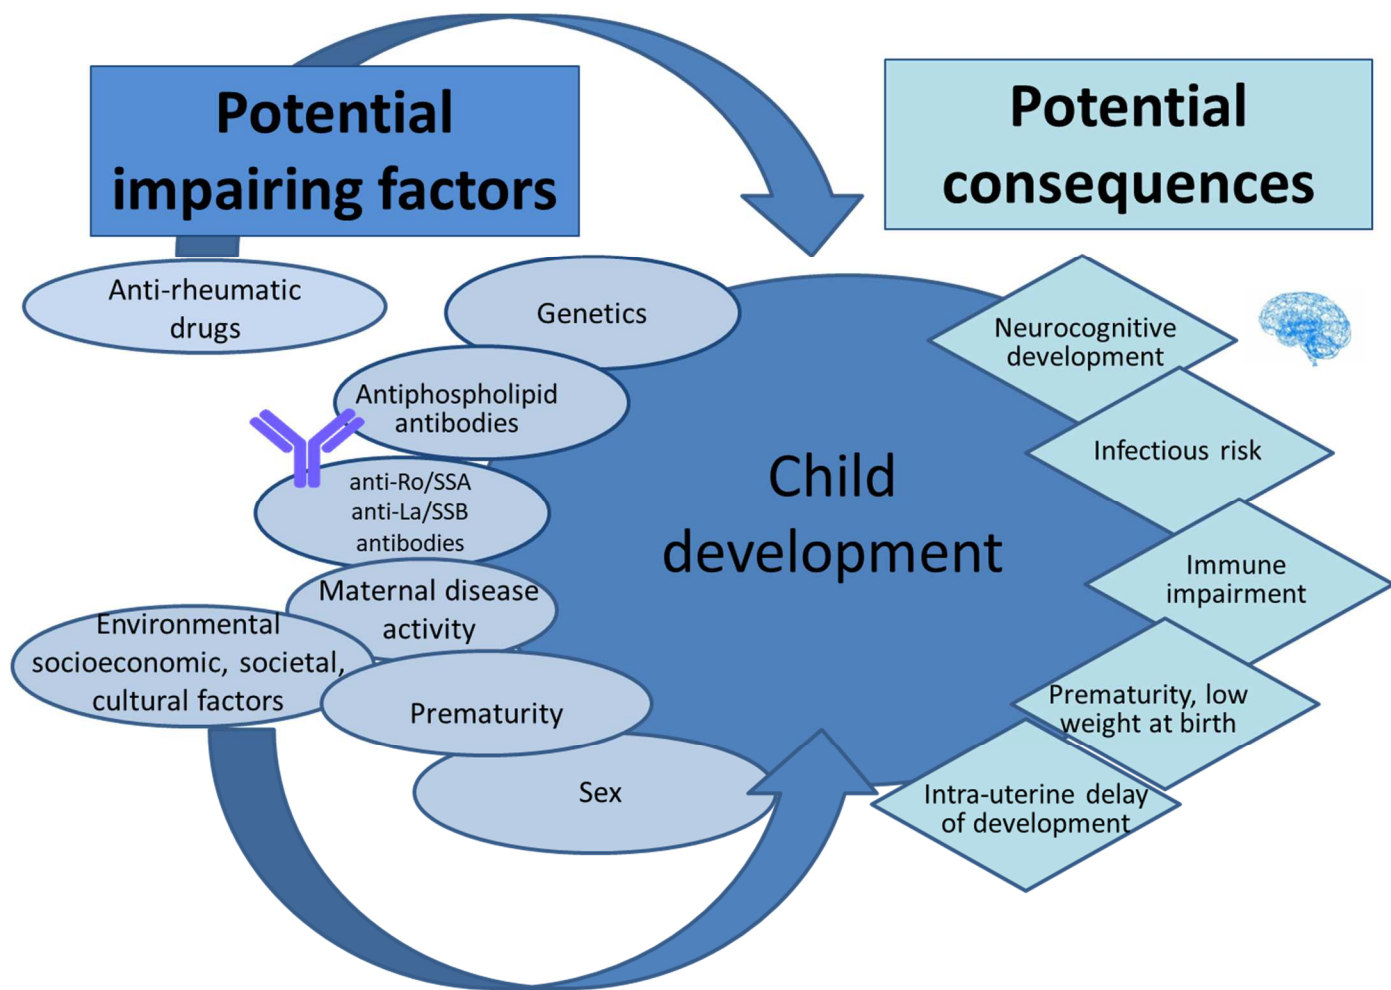 Potential
impairing factors
Potential
consequences
Anti-rheumatic
drugs
Genetics
Antiphospholipid
antibodies
anti-Ro/SSA
anti-La/SSB
antibodies
Maternal disease
activity
Environmental
socioeconomic, societal,
cultural factors
Prematurity
Sex
Child
development
Neurocognitive
development
Infectious risk
Immune
impairment
Prematurity, low
weight at birth
Intra-uterine delay
of development